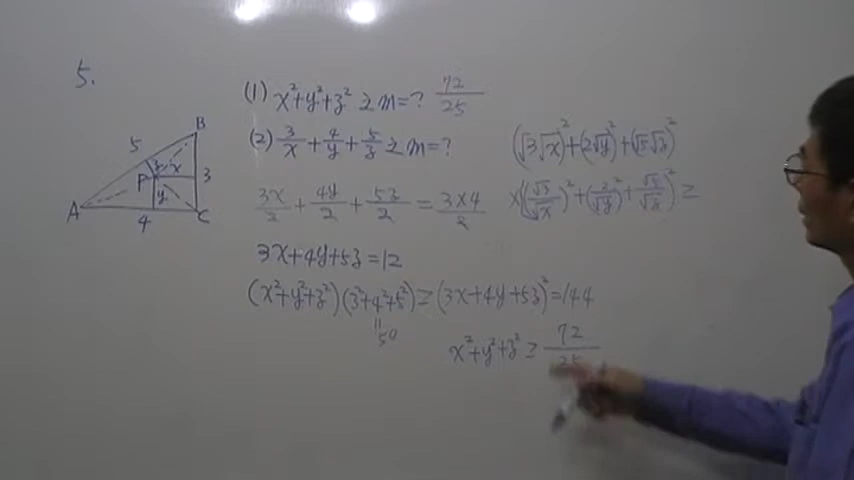 5.
(1) x²+y²+z² 之 m=? 72/25
(2) 3/x + 4/y + 5/z 之 m=?
3x/2 + 4y/2 + 5z/2 = 3×4/2
3x+4y+5z=12
(x²+y²+z²)(3²+4²+5²) ≥ (3x+4y+5z)² = 144
50
x²+y²+z² ≥ 72/25
(√3√x)²+(2√y)²+(√5√z)²
×((√3/√x)²+(2/√y)²+(√5/√z)² ≥
A
B
C
P
5
3
4
x
y
z